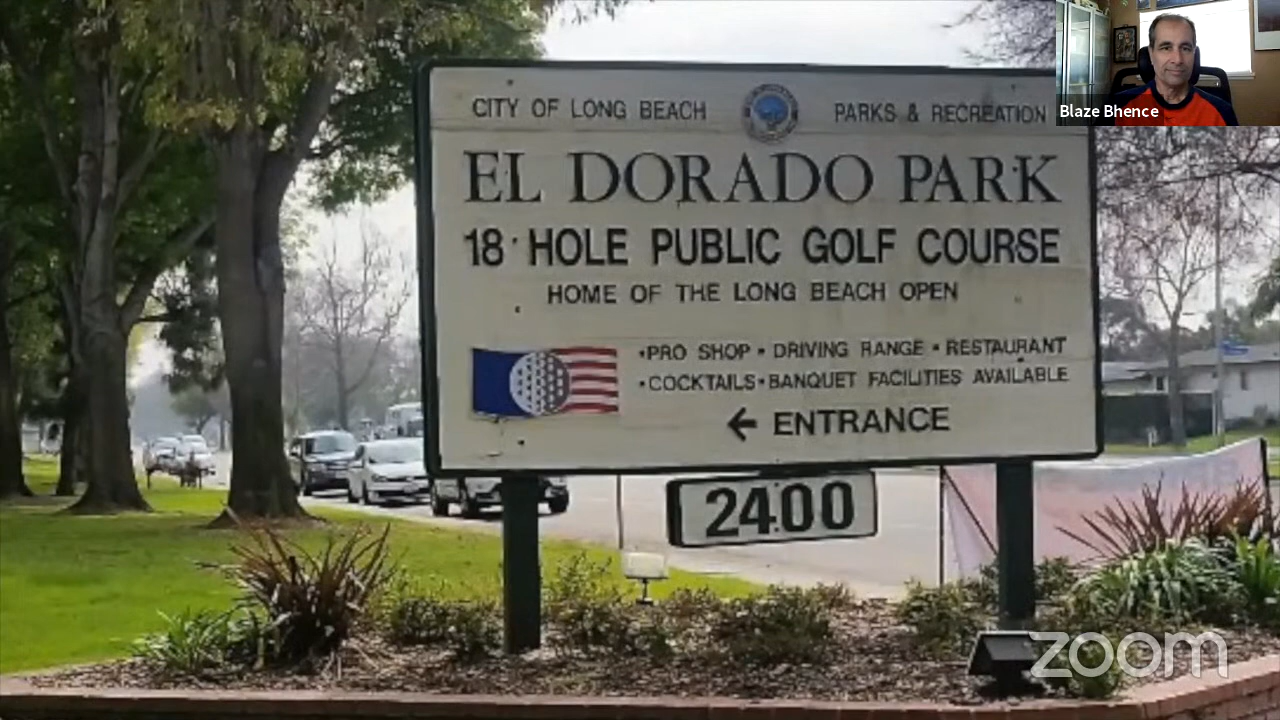 CITY OF LONG BEACH PARKS & RECREATION
Blaze Bhence
EL DORADO PARK
18 HOLE PUBLIC GOLF COURSE
HOME OF THE LONG BEACH OPEN
•PRO SHOP • DRIVING RANGE • RESTAURANT
•COCKTAILS•BANQUET FACILITIES AVAILABLE
← ENTRANCE
2400
zoom